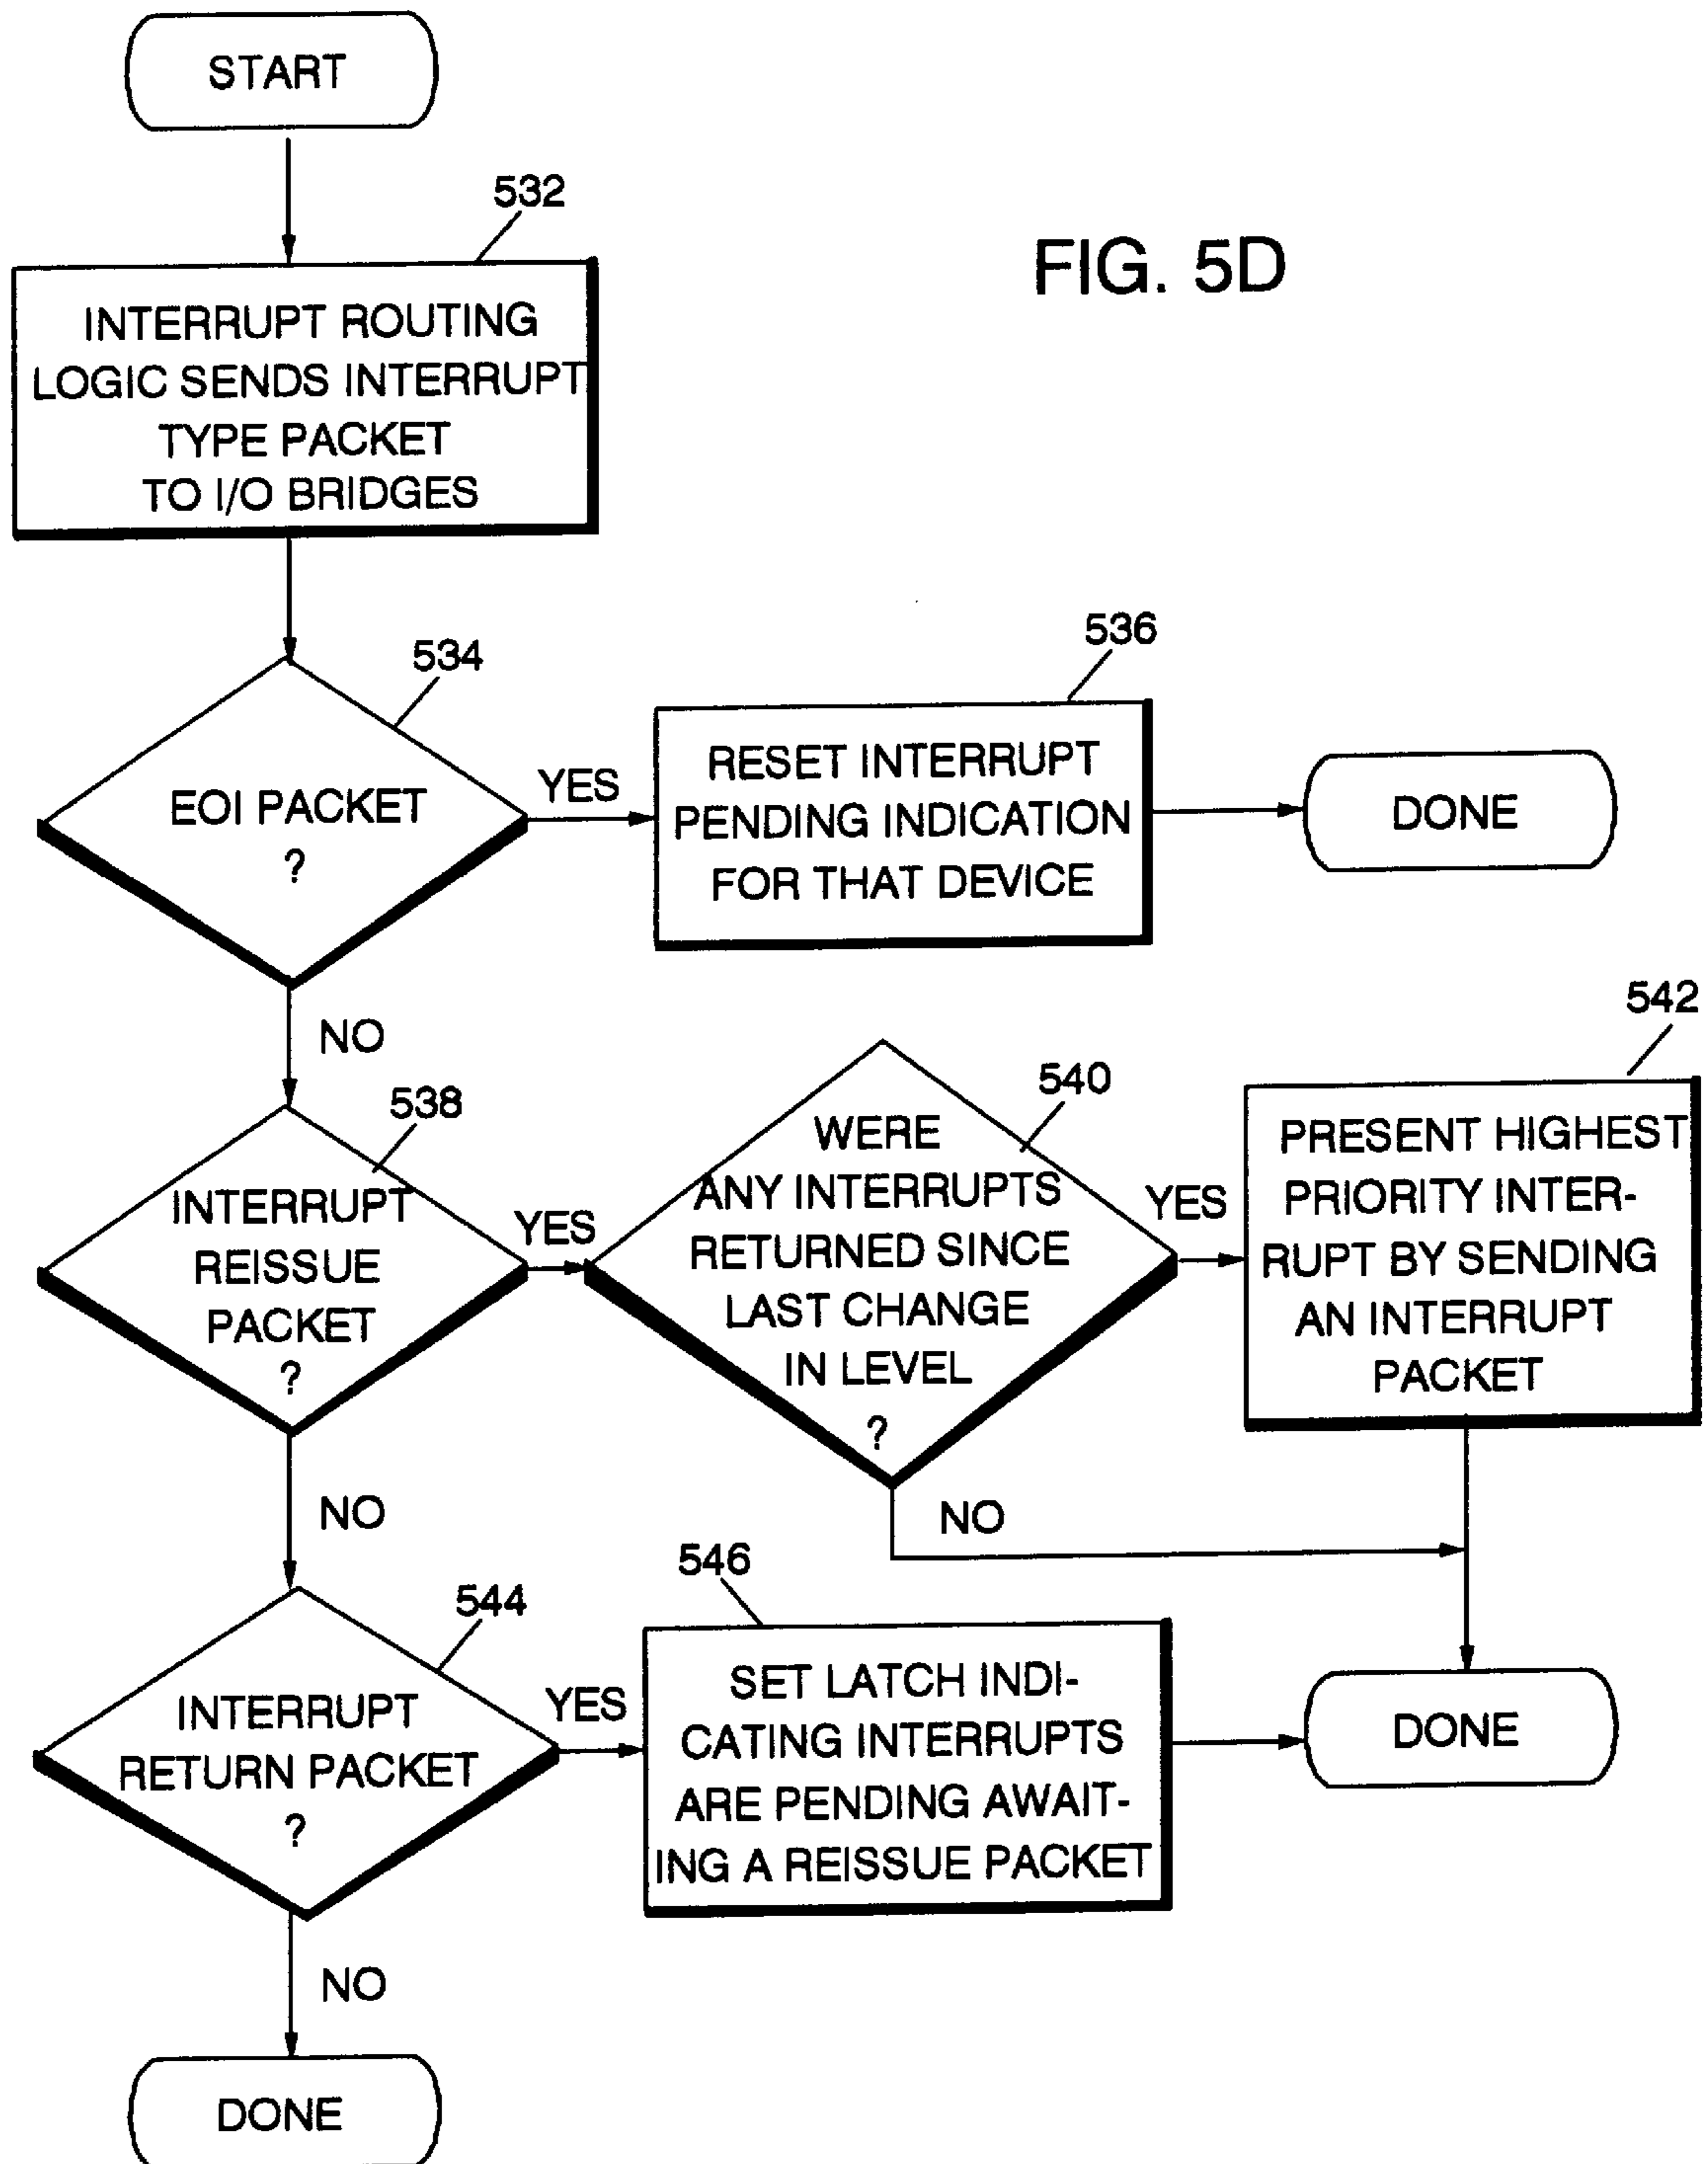 START
532
FIG. 5D
INTERRUPT ROUTING
LOGIC SENDS INTERRUPT
TYPE PACKET
TO I/O BRIDGES
534
EOI PACKET
?
YES
536
RESET INTERRUPT
PENDING INDICATION
FOR THAT DEVICE
DONE
NO
538
INTERRUPT
REISSUE
PACKET
?
YES
540
WERE
ANY INTERRUPTS
RETURNED SINCE
LAST CHANGE
IN LEVEL
?
YES
542
PRESENT HIGHEST
PRIORITY INTER-
RUPT BY SENDING
AN INTERRUPT
PACKET
NO
NO
544
INTERRUPT
RETURN PACKET
?
YES
546
SET LATCH INDI-
CATING INTERRUPTS
ARE PENDING AWAIT-
ING A REISSUE PACKET
DONE
NO
DONE